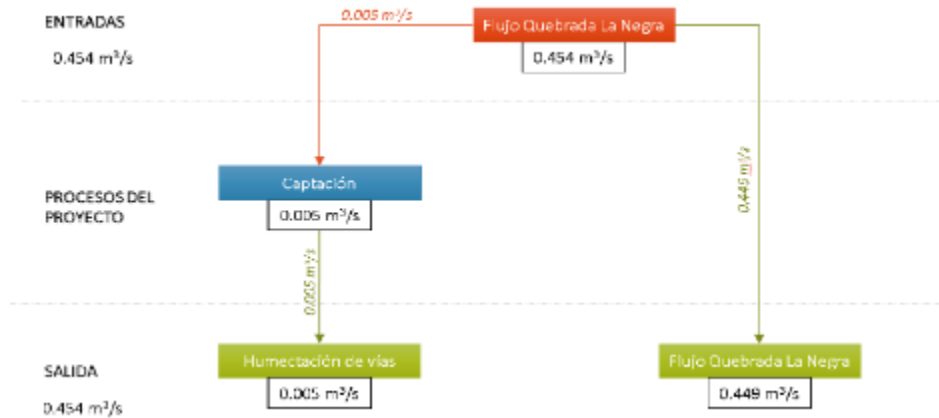 ENTRADAS
0.454 m³/s
0.005 m³/s
Flujo Quebrada La Negra
0.454 m³/s
PROCESOS DEL
PROYECTO
Captación
0.005 m³/s
0.449 m³/s
0.005 m³/s
SALIDA
0.454 m³/s
Humectación de vías
0.005 m³/s
Flujo Quebrada La Negra
0.449 m³/s